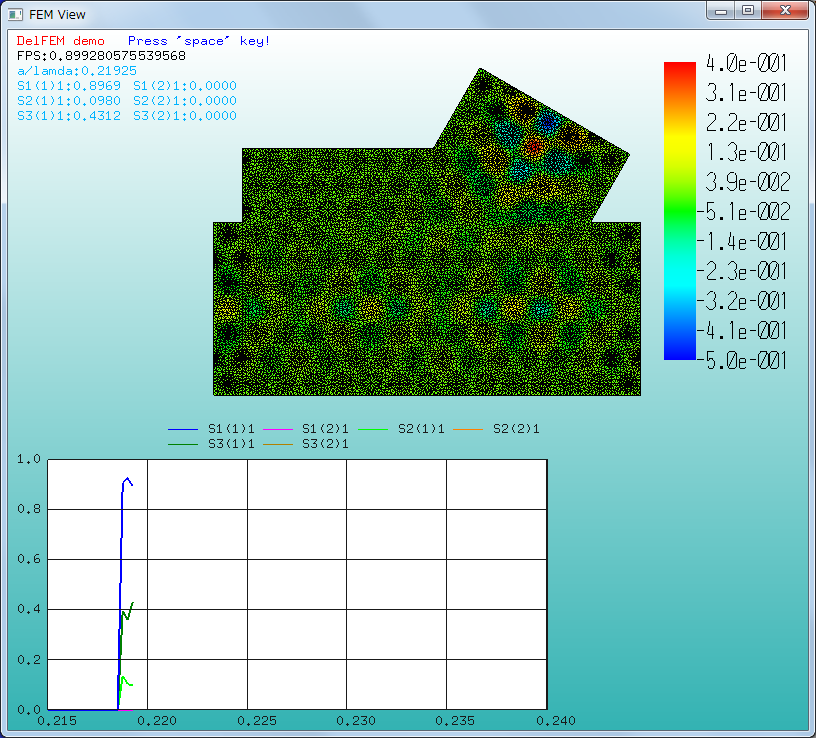 FEM View
DelFEM demo Press "space" key!
FPS:0.899280575539568
a/lamda:0.21925
S1(1)1:0.8969 S1(2)1:0.0000
S2(1)1:0.0980 S2(2)1:0.0000
S3(1)1:0.4312 S3(2)1:0.0000
4.0e-001
3.1e-001
2.2e-001
1.3e-001
3.9e-002
-5.1e-002
-1.4e-001
-2.3e-001
-3.2e-001
-4.1e-001
-5.0e-001
S1(1)1 S1(2)1 S2(1)1 S2(2)1
S3(1)1 S3(2)1
1.0
0.8
0.6
0.4
0.2
0.0
0.215 0.220 0.225 0.230 0.235 0.240